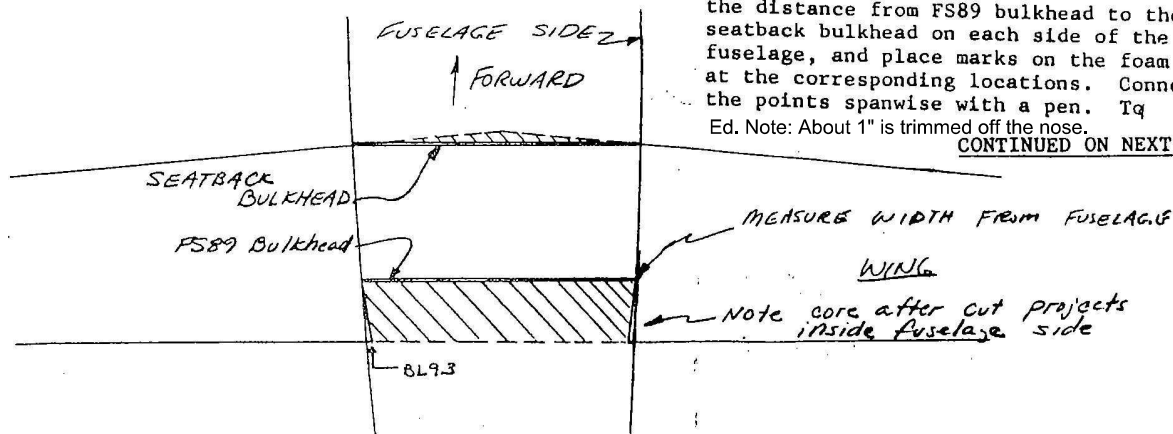 the distance from FS89 bulkhead to the
seatback bulkhead on each side of the
fuselage, and place marks on the foam
at the corresponding locations. Conne
the points spanwise with a pen. Tq
Ed. Note: About 1" is trimmed off the nose.
CONTINUED ON NEXT
FUSELAGE SIDE
FORWARD
SEATBACK
BULKHEAD
FS89 Bulkhead
MEASURE WIDTH FROM FUSELAGE
WING
Note core after cut projects
inside fuselage side
BL9.3